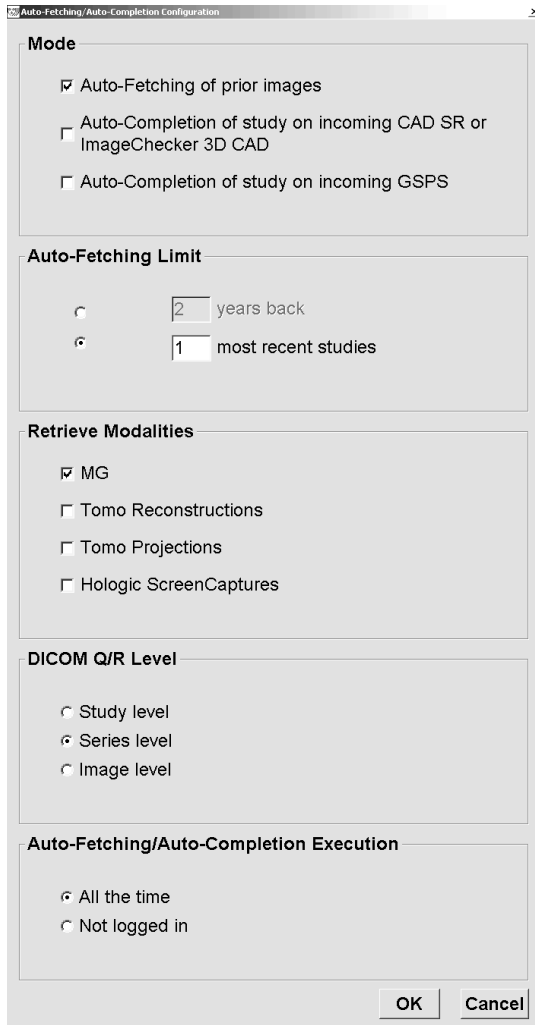 Auto-Fetching/Auto-Completion Configuration
Mode
Auto-Fetching of prior images
Auto-Completion of study on incoming CAD SR or
ImageChecker 3D CAD
Auto-Completion of study on incoming GSPS
Auto-Fetching Limit
2 years back
1 most recent studies
Retrieve Modalities
MG
Tomo Reconstructions
Tomo Projections
Hologic ScreenCaptures
DICOM Q/R Level
Study level
Series level
Image level
Auto-Fetching/Auto-Completion Execution
All the time
Not logged in
OK Cancel